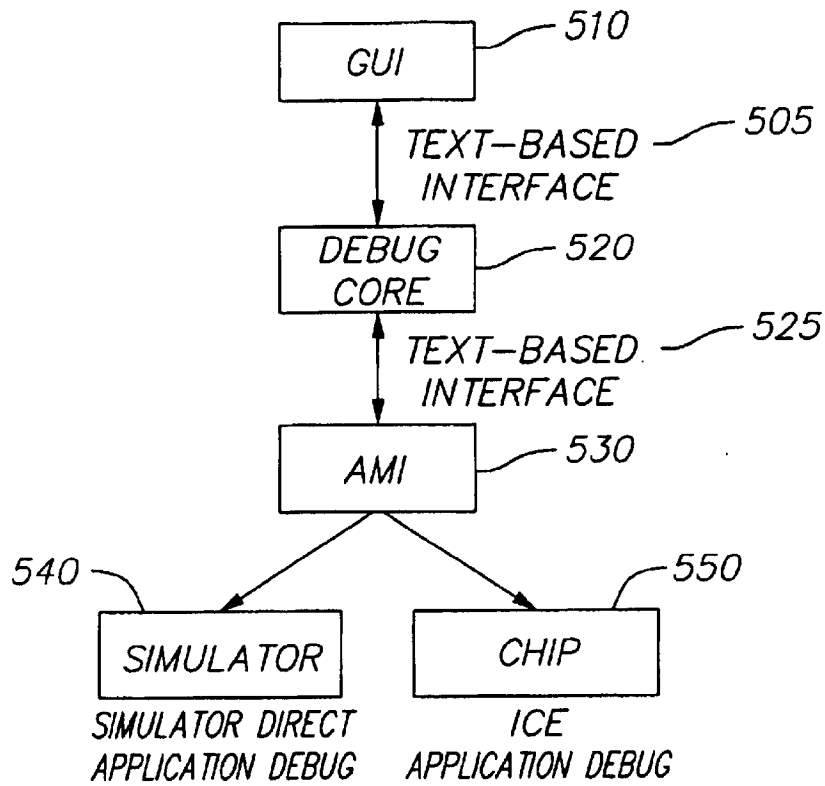 510
GUI
505
TEXT-BASED
INTERFACE
DEBUG
CORE
520
525
TEXT-BASED
INTERFACE
AMI
530
540
550
SIMULATOR
CHIP
SIMULATOR DIRECT
APPLICATION DEBUG
ICE
APPLICATION DEBUG